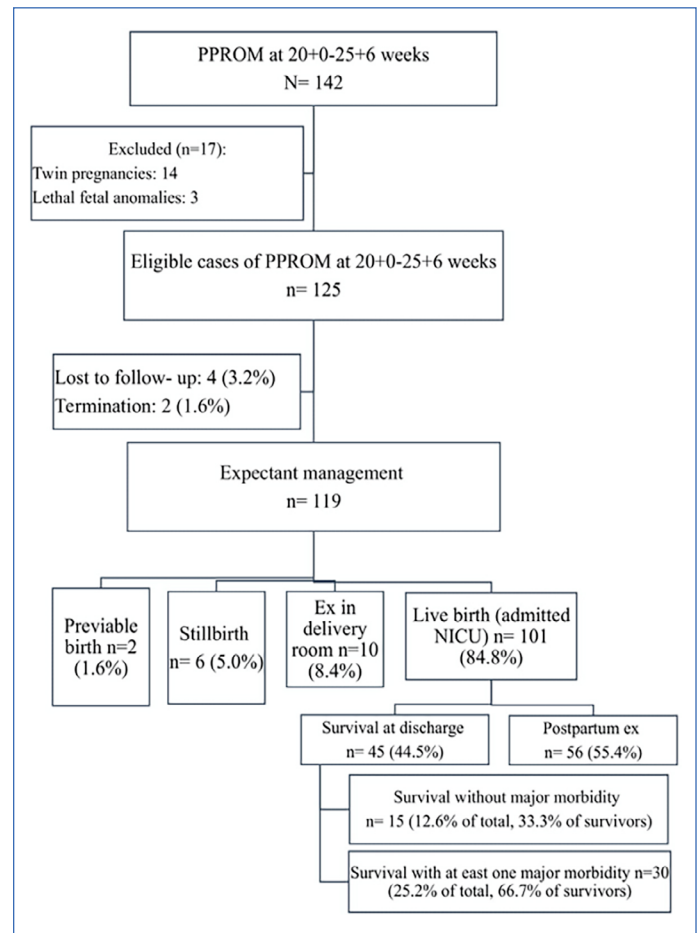 PPROM at 20+0-25+6 weeks
N= 142
Excluded (n=17):
Twin pregnancies: 14
Lethal fetal anomalies: 3
Eligible cases of PPROM at 20+0-25+6 weeks
n= 125
Lost to follow- up: 4 (3.2%)
Termination: 2 (1.6%)
Expectant management
n= 119
Previable
birth n=2
(1.6%)
Stillbirth
n= 6 (5.0%)
Ex in
delivery
room n=10
(8.4%)
Live birth (admitted
NICU) n= 101
(84.8%)
Survival at discharge
n= 45 (44.5%)
Postpartum ex
n= 56 (55.4%)
Survival without major morbidity
n= 15 (12.6% of total, 33.3% of survivors)
Survival with at east one major morbidity n=30
(25.2% of total, 66.7% of survivors)